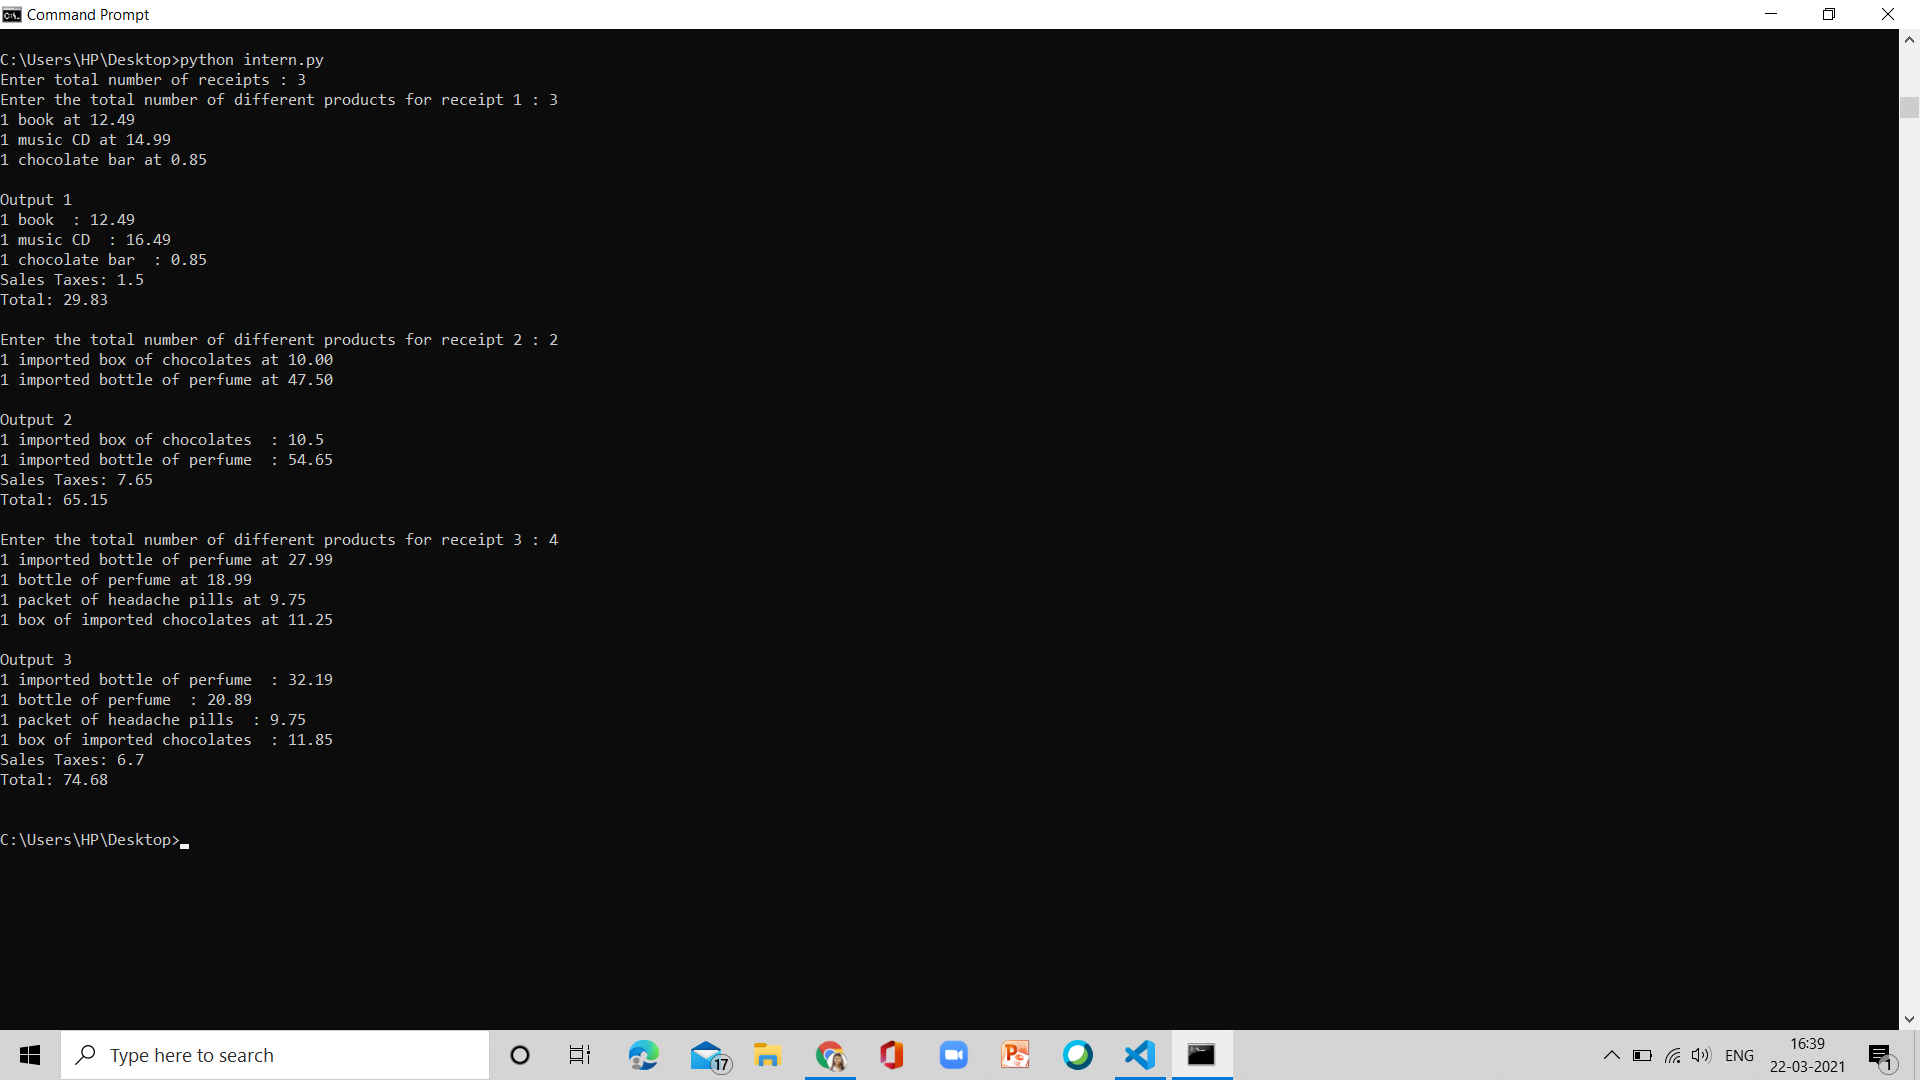 Command Prompt
C:\Users\HP\Desktop>python intern.py
Enter total number of receipts : 3
Enter the total number of different products for receipt 1 : 3
1 book at 12.49
1 music CD at 14.99
1 chocolate bar at 0.85
Output 1
1 book  : 12.49
1 music CD  : 16.49
1 chocolate bar  : 0.85
Sales Taxes: 1.5
Total: 29.83
Enter the total number of different products for receipt 2 : 2
1 imported box of chocolates at 10.00
1 imported bottle of perfume at 47.50
Output 2
1 imported box of chocolates  : 10.5
1 imported bottle of perfume  : 54.65
Sales Taxes: 7.65
Total: 65.15
Enter the total number of different products for receipt 3 : 4
1 imported bottle of perfume at 27.99
1 bottle of perfume at 18.99
1 packet of headache pills at 9.75
1 box of imported chocolates at 11.25
Output 3
1 imported bottle of perfume  : 32.19
1 bottle of perfume  : 20.89
1 packet of headache pills  : 9.75
1 box of imported chocolates  : 11.85
Sales Taxes: 6.7
Total: 74.68
C:\Users\HP\Desktop>
Type here to search
17
ENG
16:39
22-03-2021
1